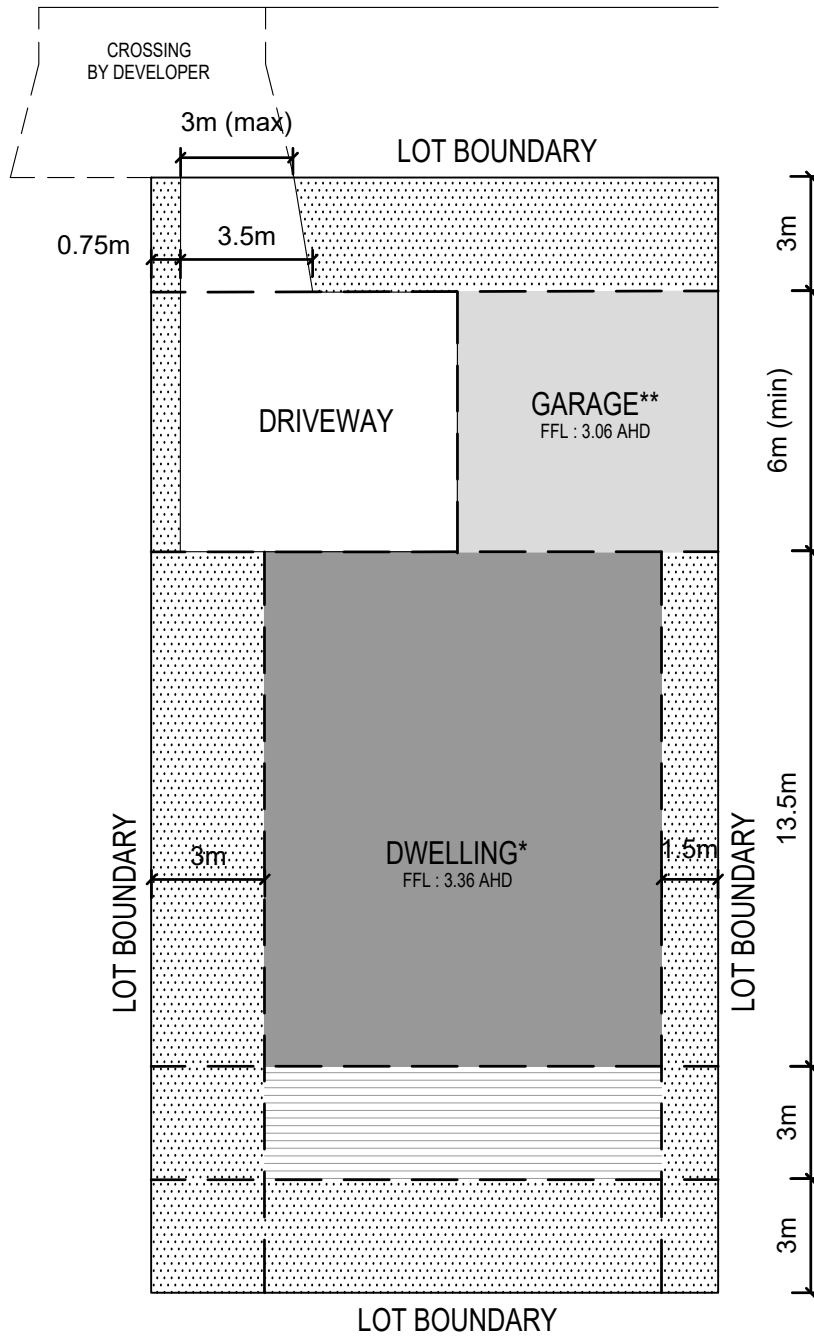 CROSSING
BY DEVELOPER
3m (max)
LOT BOUNDARY
0.75m
3.5m
3m
DRIVEWAY
GARAGE**
FFL : 3.06 AHD
6m (min)
LOT BOUNDARY
3m
DWELLING*
FFL : 3.36 AHD
1.5m
LOT BOUNDARY
13.5m
3m
3m
LOT BOUNDARY